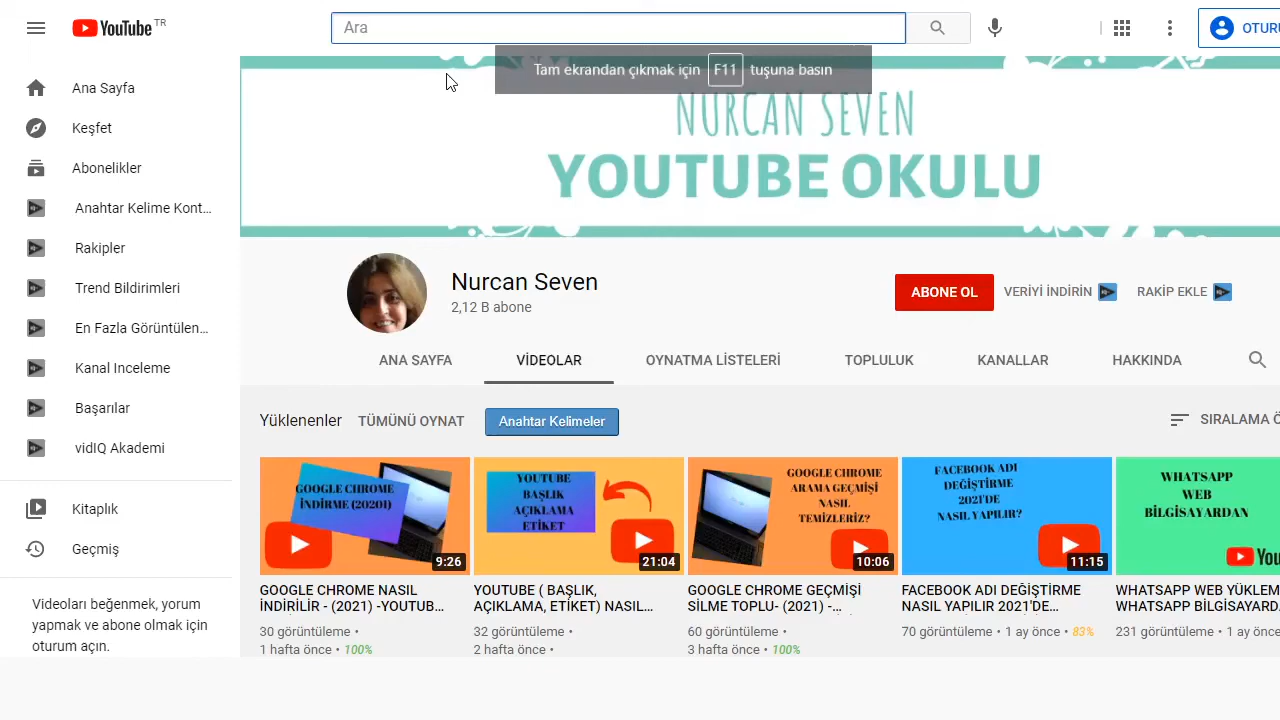 YouTube TR
Ara
OTURU
Tam ekrandan çıkmak için F11 tuşuna basın
Ana Sayfa
Keşfet
Abonelikler
Anahtar Kelime Kont...
Rakipler
Trend Bildirimleri
En Fazla Görüntülen...
Kanal Inceleme
Başarılar
vidIQ Akademi
Kitaplık
Geçmiş
Videoları beğenmek, yorum
yapmak ve abone olmak için
oturum açın.
NURCAN SEVEN
YOUTUBE OKULU
Nurcan Seven
2,12 B abone
ABONE OL
VERİYİ İNDİRİN
RAKİP EKLE
ANA SAYFA
VİDEOLAR
OYNATMA LİSTELERİ
TOPLULUK
KANALLAR
HAKKINDA
Yüklenenler
TÜMÜNÜ OYNAT
Anahtar Kelimeler
SIRALAMA Ö
GOOGLE CHROME
İNDİRME (20201)
9:26
GOOGLE CHROME NASIL
İNDİRİLİR - (2021) -YOUTUB...
30 görüntüleme •
1 hafta önce • 100%
YOUTUBE
BAŞLIK
AÇIKLAMA
ETİKET
21:04
YOUTUBE ( BAŞLIK,
AÇIKLAMA, ETİKET) NASIL...
32 görüntüleme •
2 hafta önce •
GOOGLE CHROME
ARAMA GEÇMİŞİ
NASIL
TEMİZLERİZ?
10:06
GOOGLE CHROME GEÇMİŞİ
SİLME TOPLU- (2021) -...
60 görüntüleme •
3 hafta önce • 100%
FACEBOOK ADI
DEĞİŞTİRME
2021'DE
NASIL YAPILIR?
11:15
FACEBOOK ADI DEĞİŞTİRME
NASIL YAPILIR 2021'DE...
70 görüntüleme • 1 ay önce • 83%
WHATSAPP
WEB
BİLGİSAYARDAN
You
WHATSAPP WEB YÜKLEM
WHATSAPP BİLGİSAYARDA
231 görüntüleme • 1 ay önce